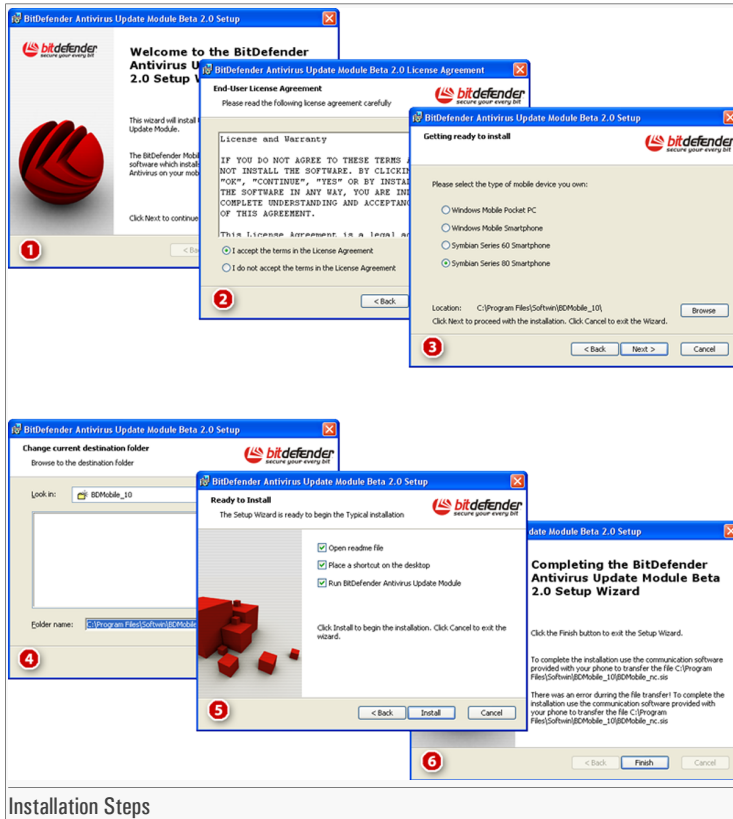 BitDefender Antivirus Update Module Beta 2.0 Setup
bitdefender
secure your every bit
Welcome to the BitDefender
Antivirus U
2.0 Setup
This wizard will install
Update Module.
The BitDefender Mobil
software which installs
Antivirus on your mob
Click Next to continue
< Ba
1
BitDefender Antivirus Update Module Beta 2.0 License Agreement
End-User License Agreement
Please read the following license agreement carefully
bitdefender
secure your every bit
License and Warranty
IF YOU DO NOT AGREE TO THESE TERMS A
NOT INSTALL THE SOFTWARE. BY CLICKIN
"OK", "CONTINUE", "YES" OR BY INSTAL
THE SOFTWARE IN ANY WAY, YOU ARE IND
COMPLETE UNDERSTANDING AND ACCEPTANC
OF THIS AGREEMENT.
This License Agreement is a legal ag
I accept the terms in the License Agreement
I do not accept the terms in the License Agreement
2
< Back
BitDefender Antivirus Update Module Beta 2.0 Setup
Getting ready to install
bitdefender
secure your every bit
Please select the type of mobile device you own:
Windows Mobile Pocket PC
Windows Mobile Smartphone
Symbian Series 60 Smartphone
Symbian Series 80 Smartphone
Location: C:\Program Files\Softwin\BDMobile_10\
Browse
Click Next to proceed with the installation. Click Cancel to exit the Wizard.
3
< Back Next > Cancel
BitDefender Antivirus Update Module Beta 2.0 Setup
Change current destination folder
Browse to the destination folder
bitdefender
secure your every bit
Look in: BDMobile_10
Folder name: C:\Program Files\Softwin\BDMobile
4
BitDefender Antivirus Update Module Beta 2.0 Setup
Ready to Install
The Setup Wizard is ready to begin the Typical installation
bitdefender
secure your every bit
Open readme file
Place a shortcut on the desktop
Run BitDefender Antivirus Update Module
Click Install to begin the installation. Click Cancel to exit the
wizard.
5
< Back Install Cancel
date Module Beta 2.0 Setup
Completing the BitDefender
Antivirus Update Module Beta
2.0 Setup Wizard
Click the Finish button to exit the Setup Wizard.
To complete the installation use the communication software
provided with your phone to transfer the file C:\Program
Files\Softwin\BDMobile_10\BDMobile_nc.sis
There was an error durring the file transfer! To complete the
installation use the communication software provided with
your phone to transfer the file C:\Program
Files\Softwin\BDMobile_10\BDMobile_nc.sis
6
< Back Finish Cancel
Installation Steps